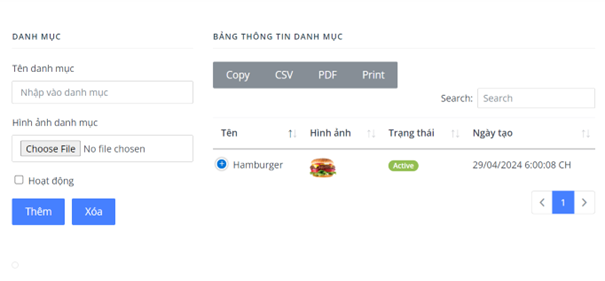 DANH MỤC
Tên danh mục
Nhập vào danh mục
Hình ảnh danh mục
Choose File No file chosen
Hoạt động
Thêm Xóa
BẢNG THÔNG TIN DANH MỤC
Copy CSV PDF Print
Search: Search
Tên Hình ảnh Trạng thái Ngày tạo
Hamburger Active 29/04/2024 6:00:08 CH
1